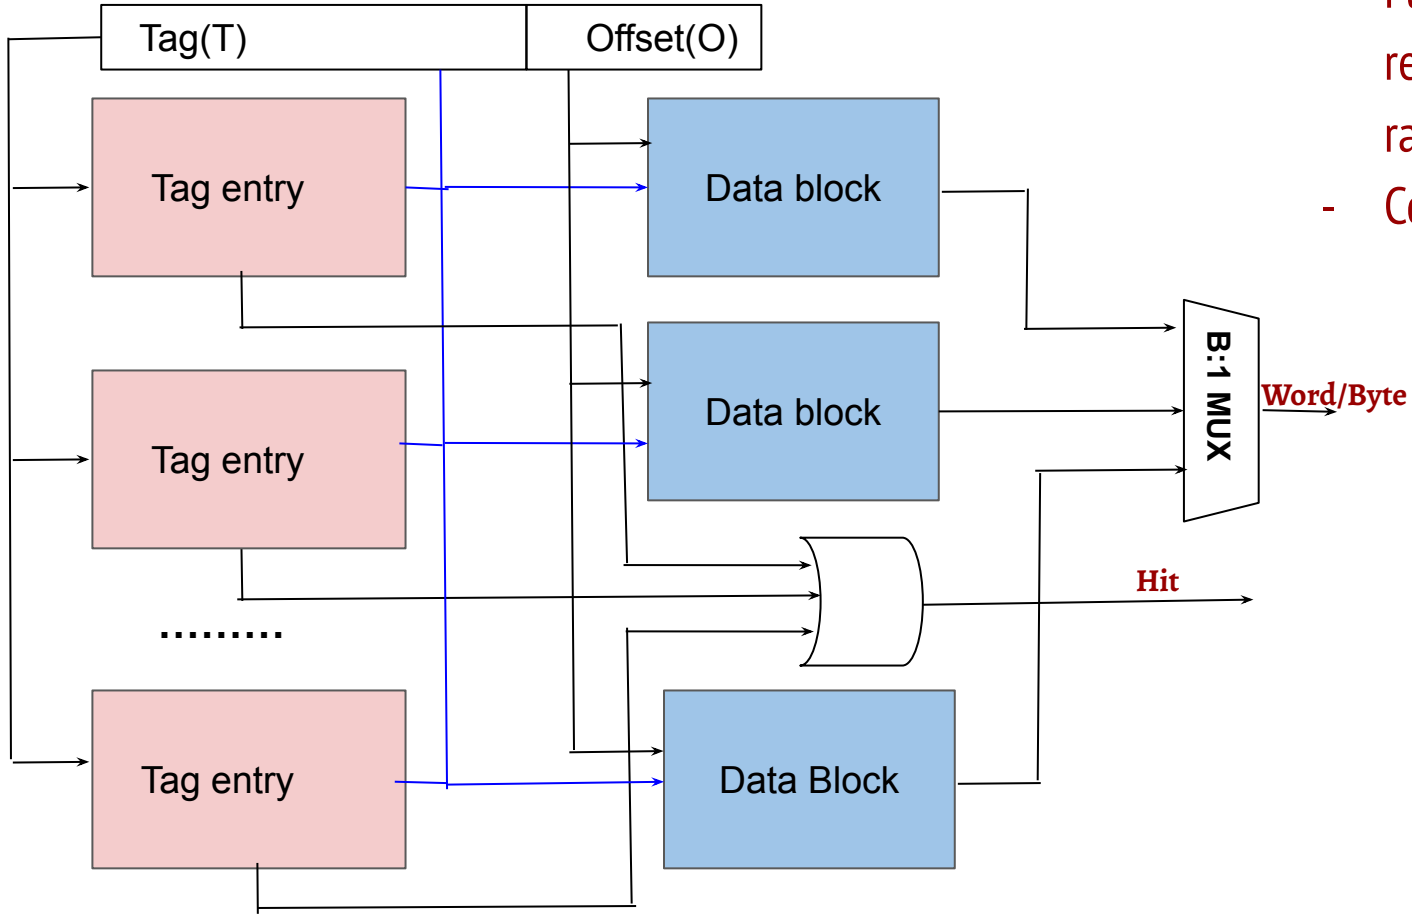 Tag(T)
Offset(O)
Tag entry
Data block
Tag entry
Data block
.........
Tag entry
Data Block
B:1 MUX
Word/Byte
Hit
-